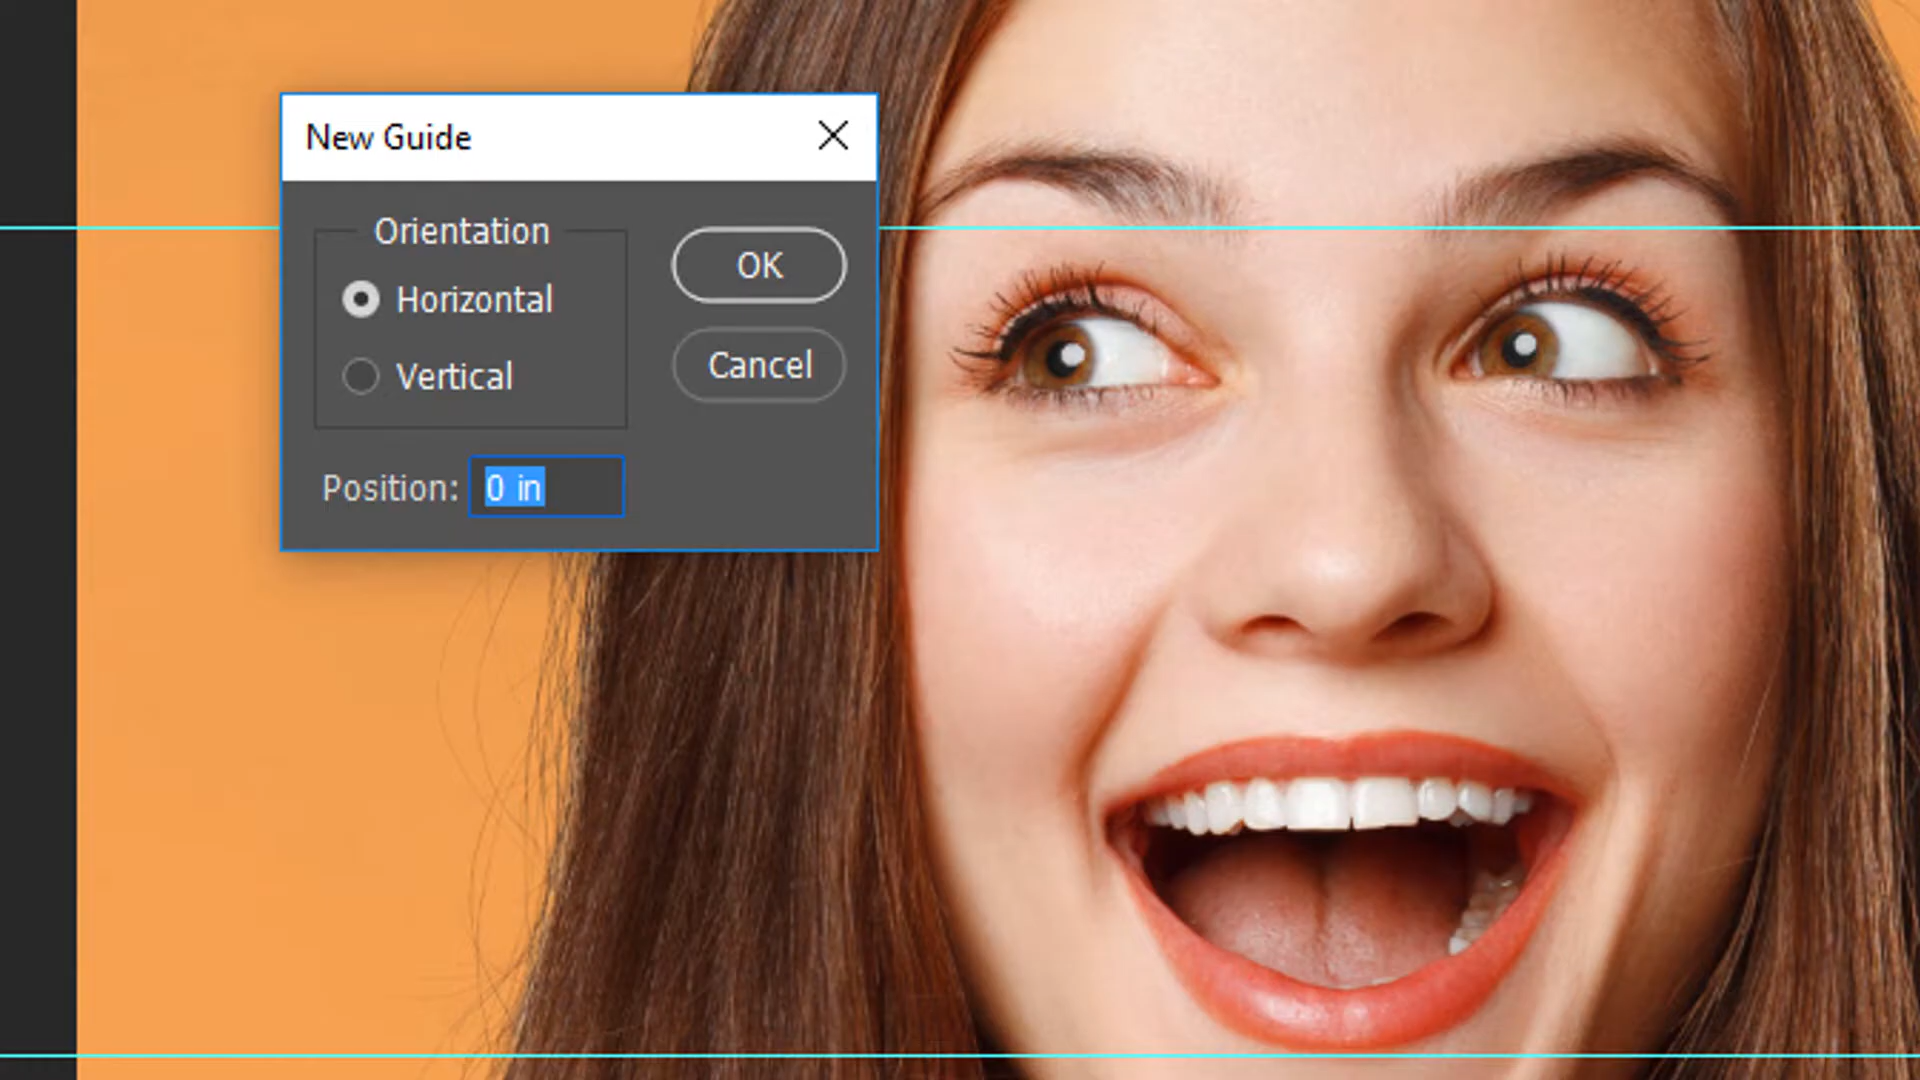 New Guide
Orientation
Horizontal
Vertical
OK
Cancel
Position: 0 in